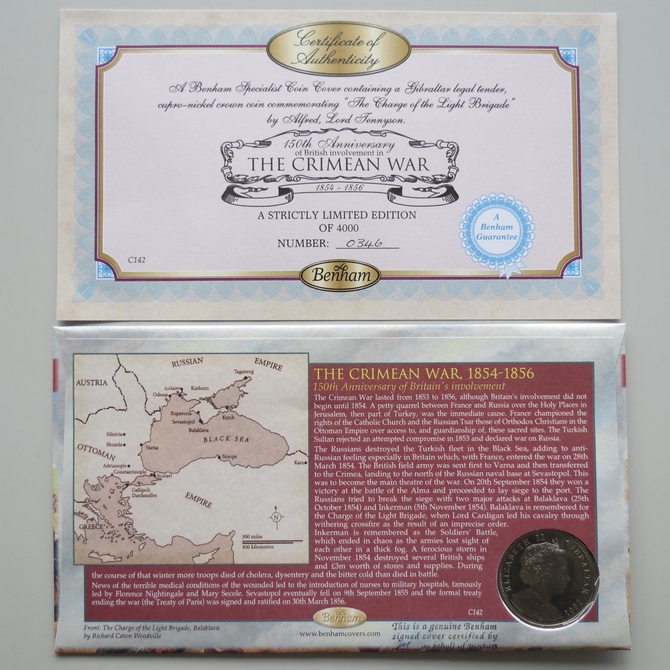 Certificate of
Authenticity
A Benham Specialist Coin Cover containing a Gibraltar legal tender,
cupro-nickel crown coin commemorating "The Charge of the Light Brigade"
by Alfred, Lord Tennyson.
150th Anniversary
of British involvement in
THE CRIMEAN WAR
1854 - 1856
A STRICTLY LIMITED EDITION
OF 4000
NUMBER: 0346
C142
A
Benham
Guarantee
Benham
RUSSIAN EMPIRE
AUSTRIA
Taganrog
Kinburn
Odessa
Eupatoria
Kerch
Sevastopol
Balaklava
BLACK SEA
Silistria
Shumla
Varna
Sinope
Kars
OTTOMAN
Adrianople
Constantinople
Scutari
Gallipoli
Dardanelles
EMPIRE
GREECE
N
300 miles
400 kilometres
THE CRIMEAN WAR, 1854-1856
150th Anniversary of Britain's involvement
The Crimean War lasted from 1853 to 1856, although Britain's involvement did not
begin until 1854. A petty quarrel between France and Russia over the Holy Places in
Jerusalem, then part of Turkey, was the immediate cause. France championed the
rights of the Catholic Church and the Russian Tsar those of Orthodox Christians in the
Ottoman Empire over access to, and guardianship of, these sacred sites. The Turkish
Sultan rejected an attempted compromise in 1853 and declared war on Russia.
The Russians destroyed the Turkish fleet in the Black Sea, adding to anti-
Russian feeling especially in Britain which, with France, entered the war on 28th
March 1854. The British field army was sent first to Varna and then transferred
to the Crimea, landing to the north of the Russian naval base at Sevastopol. This
was to become the main theatre of the war. On 20th September 1854 they won a
victory at the battle of the Alma and proceeded to lay siege to the port. The
Russians tried to break the siege with two major attacks at Balaklava (25th
October 1854) and Inkerman (5th November 1854). Balaklava is remembered for
the Charge of the Light Brigade, when Lord Cardigan led his cavalry through
withering crossfire as the result of an imprecise order.
Inkerman is remembered as the Soldiers' Battle,
which ended in chaos as the armies lost sight of
each other in a thick fog. A ferocious storm in
November 1854 destroyed several British ships
and £3m worth of stores and supplies. During
the course of that winter more troops died of cholera, dysentery and the bitter cold than died in battle.
News of the terrible medical conditions of the wounded led to the introduction of nurses to military hospitals, famously
led by Florence Nightingale and Mary Secole. Sevastopol eventually fell on 9th September 1855 and the formal treaty
ending the war (the Treaty of Paris) was signed and ratified on 30th March 1856.
C142
ELIZABETH II GIBRALTAR
Front: The Charge of the Light Brigade, Balaklava
by Richard Caton Woodville
Benham
www.benhamcovers.com
This is a genuine Benham
signed cover certified by
on behalf of Benham